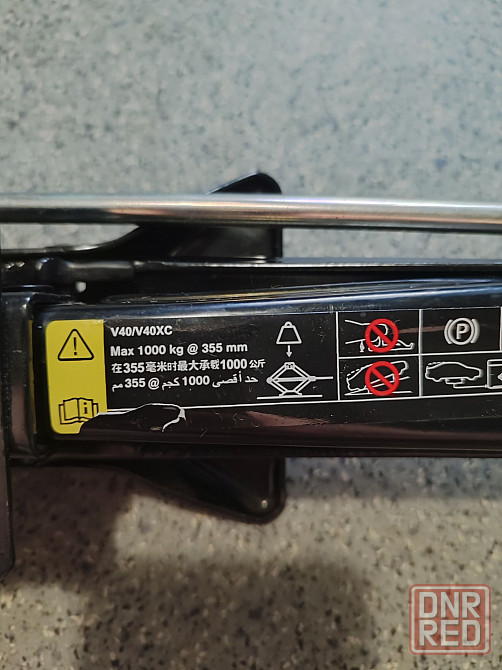 V40/V40XC
Max 1000 kg @ 355 mm
在355毫米时最大承载1000公斤
حد أقصى 1000 كجم @ 355 مم
P
i
DNR
RED